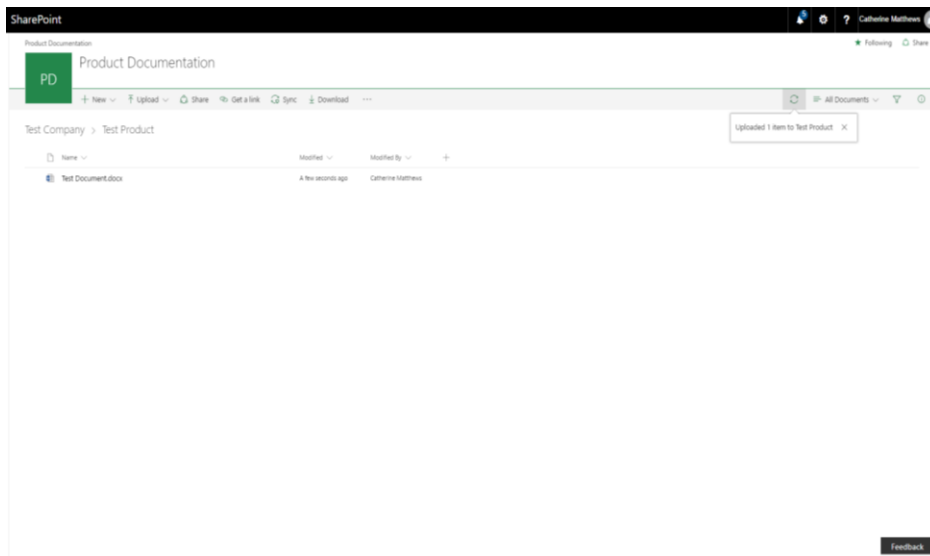 SharePoint ? Catherine Matthews
Product Documentation Following Share
PD Product Documentation
New Upload Share Get a link Sync Download ... All Documents
Test Company > Test Product Uploaded 1 item to Test Product
Name Modified Modified By +
Test Document.docx A few seconds ago Catherine Matthews
Feedback